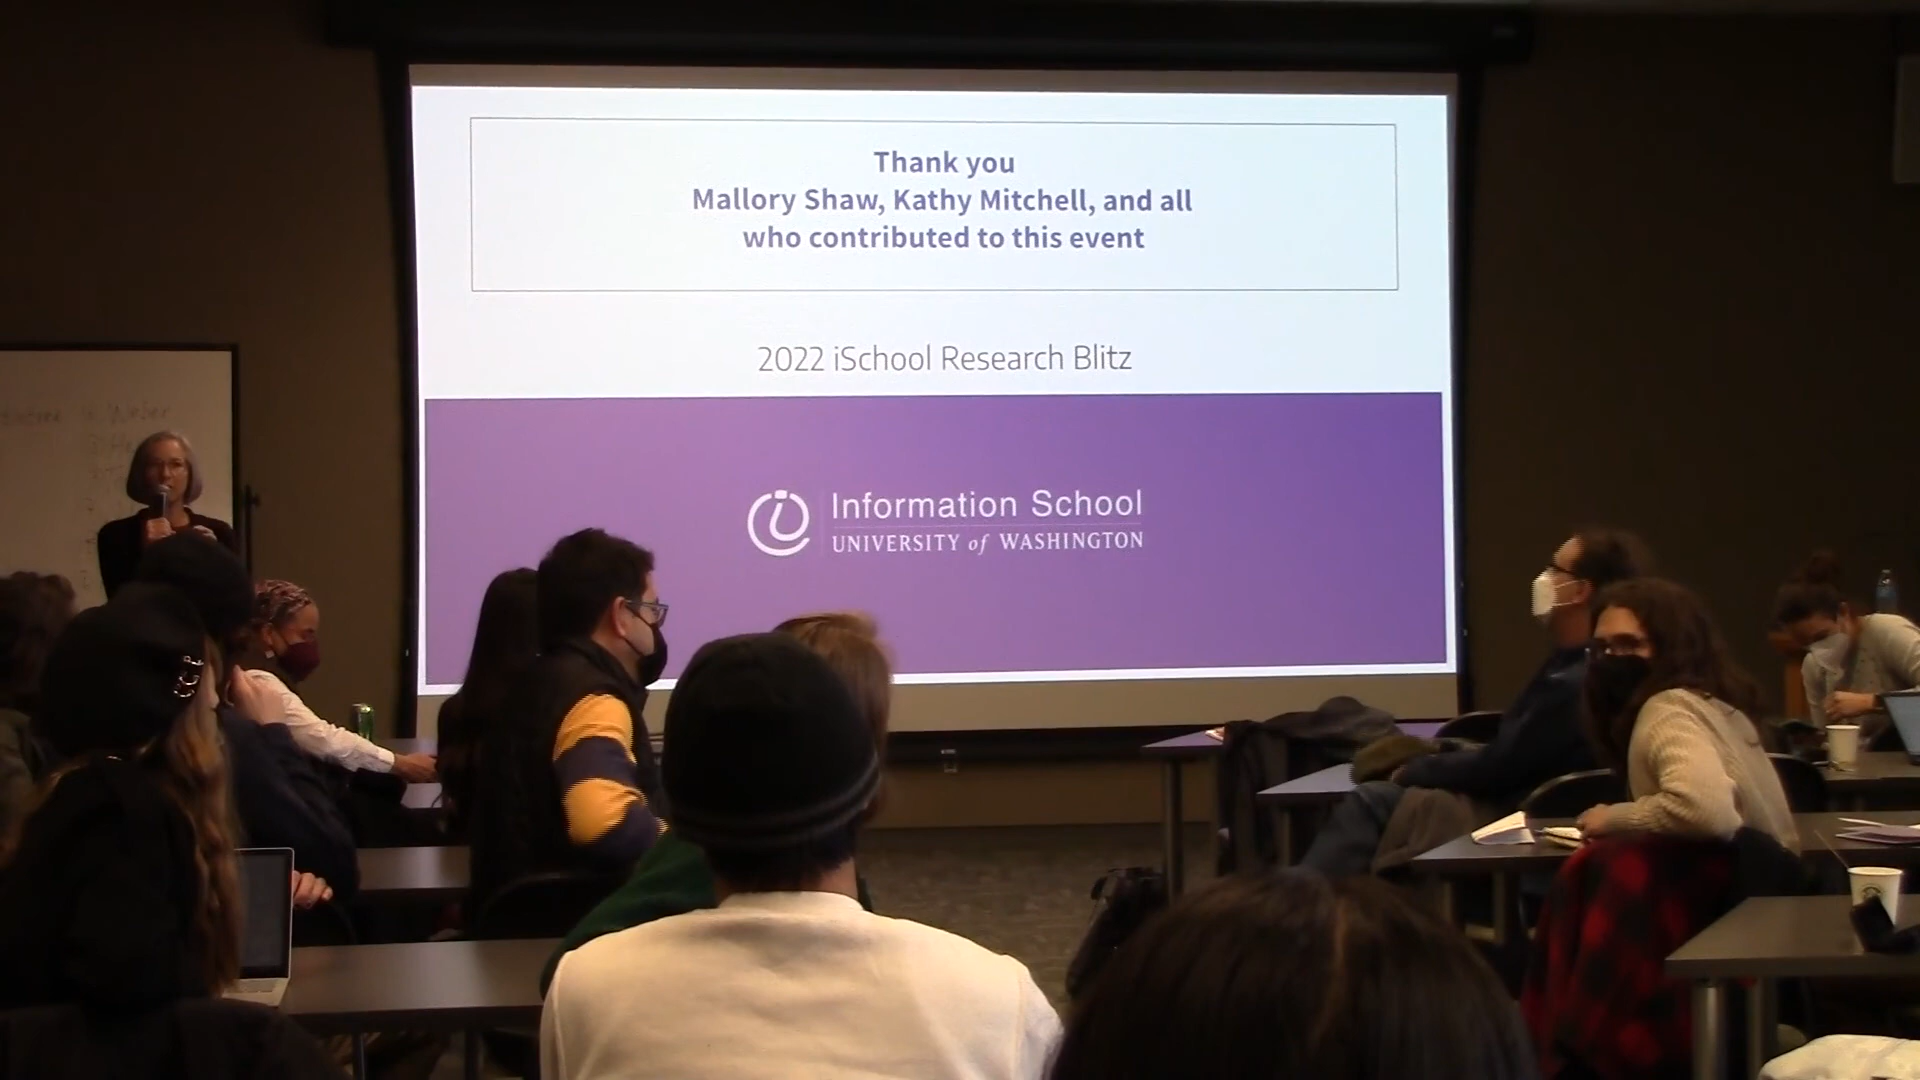 Thank you
Mallory Shaw, Kathy Mitchell, and all
who contributed to this event
2022 iSchool Research Blitz
Information School
UNIVERSITY of WASHINGTON
Weber